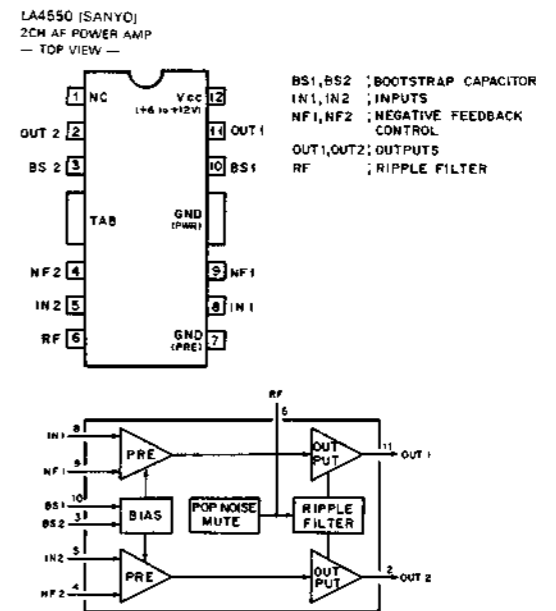 LA4550 [SANYO]
2CH AF POWER AMP
— TOP VIEW —
1 NC
Vcc 12
(+6 to +12V)
OUT 2 2
11 OUT 1
BS 2 3
10 BS1
TAB
GND
(PWR)
NF2 4
9 NF1
IN2 5
8 IN1
RF 6
GND 7
(PRE)
BS1,BS2 ; BOOTSTRAP CAPACITOR
IN1,IN2 ; INPUTS
NF1,NF2 ; NEGATIVE FEEDBACK
CONTROL
OUT1,OUT2; OUTPUTS
RF ; RIPPLE FILTER
RF
6
IN1 8
PRE
OUT
PUT
11 OUT 1
NF1 9
BS1 10
BS2 3
BIAS
POP NOISE
MUTE
RIPPLE
FILTER
IN2 5
PRE
OUT
PUT
2 OUT 2
NF2 4